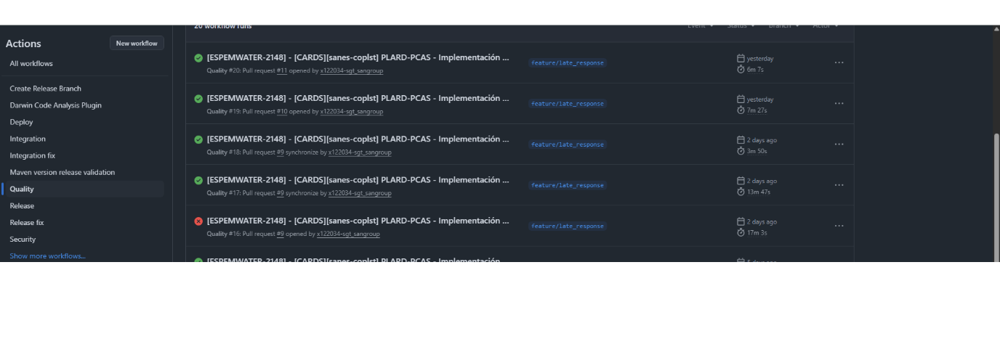 20 workflow runs
Event Status Branch Actor
Actions
New workflow
All workflows
Create Release Branch
Darwin Code Analysis Plugin
Deploy
Integration
Integration fix
Maven version release validation
Quality
Release
Release fix
Security
Show more workflows...
[ESPEMWATER-2148] - [CARDS][sanes-coplst] PLARD-PCAS - Implementación ...
Quality #20: Pull request #11 opened by x122034-sgt_sangroup
feature/late_response
yesterday
6m 7s
[ESPEMWATER-2148] - [CARDS][sanes-coplst] PLARD-PCAS - Implementación ...
Quality #19: Pull request #10 opened by x122034-sgt_sangroup
feature/late_response
yesterday
7m 27s
[ESPEMWATER-2148] - [CARDS][sanes-coplst] PLARD-PCAS - Implementación ...
Quality #18: Pull request #9 synchronize by x122034-sgt_sangroup
feature/late_response
2 days ago
3m 50s
[ESPEMWATER-2148] - [CARDS][sanes-coplst] PLARD-PCAS - Implementación ...
Quality #17: Pull request #9 synchronize by x122034-sgt_sangroup
feature/late_response
2 days ago
13m 47s
[ESPEMWATER-2148] - [CARDS][sanes-coplst] PLARD-PCAS - Implementación ...
Quality #16: Pull request #9 opened by x122034-sgt_sangroup
feature/late_response
2 days ago
17m 3s
[ESPEMWATER-2148] - [CARDS][sanes-coplst] PLARD-PCAS - Implementación
5 days ago